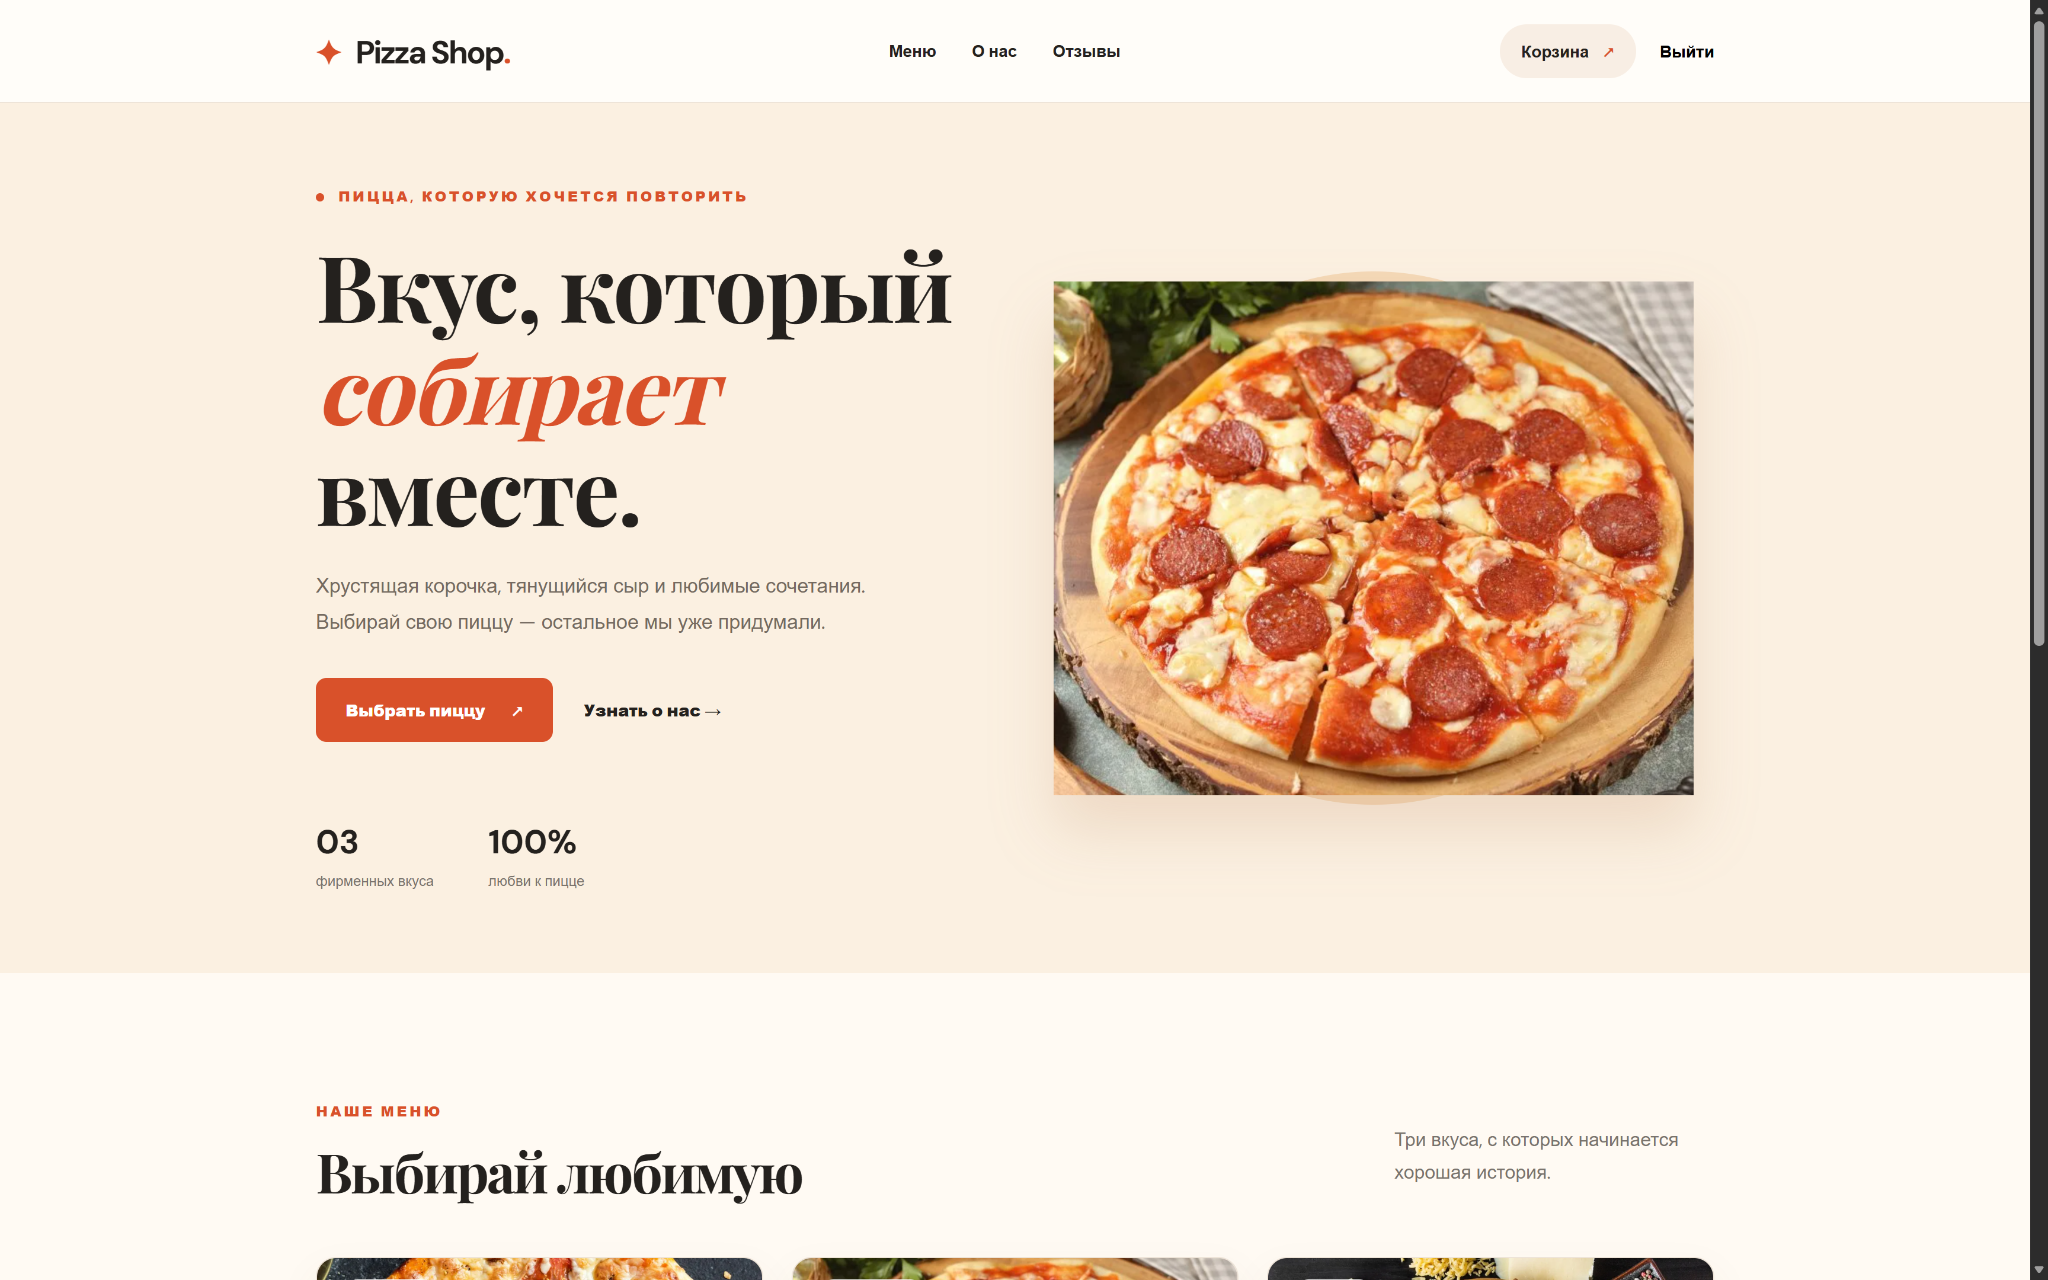 Pizza Shop.
Меню
О нас
Отзывы
Корзина ↗
Выйти
ПИЦЦА, КОТОРУЮ ХОЧЕТСЯ ПОВТОРИТЬ
Вкус, который
собирает
вместе.
Хрустящая корочка, тянущийся сыр и любимые сочетания.
Выбирай свою пиццу — остальное мы уже придумали.
Выбрать пиццу ↗
Узнать о нас →
03
фирменных вкуса
100%
любви к пицце
НАШЕ МЕНЮ
Выбирай любимую
Три вкуса, с которых начинается
хорошая история.